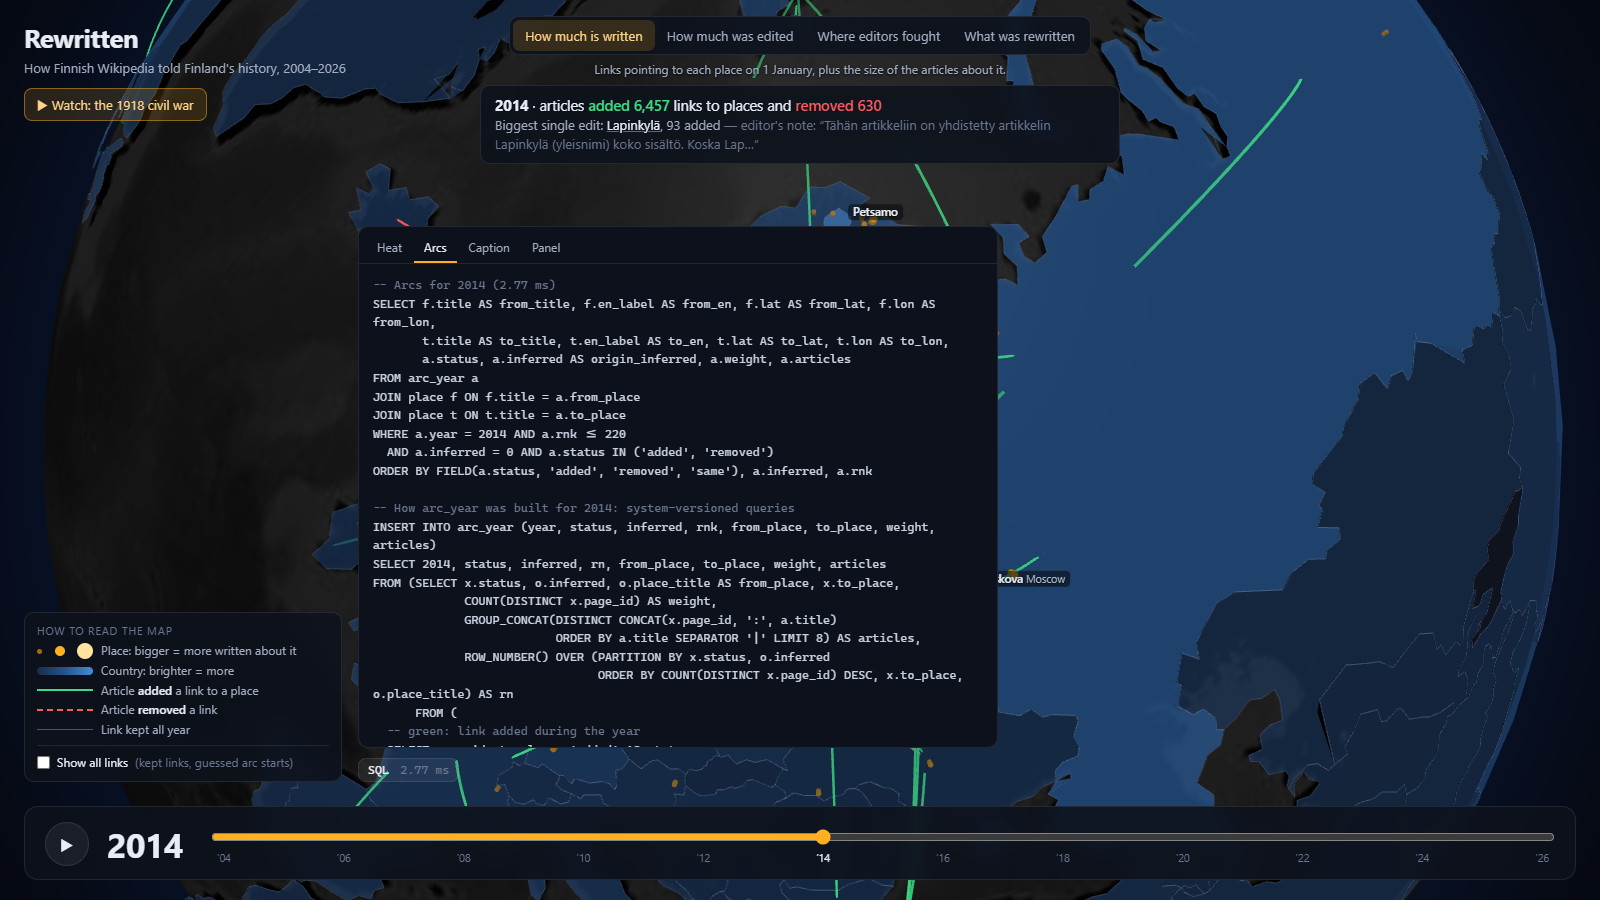 Rewritten
How Finnish Wikipedia told Finland's history, 2004–2026
▶ Watch: the 1918 civil war
How much is written
How much was edited
Where editors fought
What was rewritten
Links pointing to each place on 1 January, plus the size of the articles about it.
2014 · articles added 6,457 links to places and removed 630
Biggest single edit: Lapinkylä, 93 added — editor's note: “Tähän artikkeliin on yhdistetty artikkelin
Lapinkylä (yleisnimi) koko sisältö. Koska Lap…”
Petsamo
Heat
Arcs
Caption
Panel
-- Arcs for 2014 (2.77 ms)
SELECT f.title AS from_title, f.en_label AS from_en, f.lat AS from_lat, f.lon AS
from_lon,
t.title AS to_title, t.en_label AS to_en, t.lat AS to_lat, t.lon AS to_lon,
a.status, a.inferred AS origin_inferred, a.weight, a.articles
FROM arc_year a
JOIN place f ON f.title = a.from_place
JOIN place t ON t.title = a.to_place
WHERE a.year = 2014 AND a.rnk ≤ 220
AND a.inferred = 0 AND a.status IN ('added', 'removed')
ORDER BY FIELD(a.status, 'added', 'removed', 'same'), a.inferred, a.rnk
-- How arc_year was built for 2014: system-versioned queries
INSERT INTO arc_year (year, status, inferred, rnk, from_place, to_place, weight,
articles)
SELECT 2014, status, inferred, rn, from_place, to_place, weight, articles
FROM (SELECT x.status, o.inferred, o.place_title AS from_place, x.to_place,
COUNT(DISTINCT x.page_id) AS weight,
GROUP_CONCAT(DISTINCT CONCAT(x.page_id, ':', a.title)
ORDER BY a.title SEPARATOR '|' LIMIT 8) AS articles,
ROW_NUMBER() OVER (PARTITION BY x.status, o.inferred
ORDER BY COUNT(DISTINCT x.page_id) DESC, x.to_place,
o.place_title) AS rn
FROM (
-- green: link added during the year
skova Moscow
HOW TO READ THE MAP
Place: bigger = more written about it
Country: brighter = more
Article added a link to a place
Article removed a link
Link kept all year
Show all links (kept links, guessed arc starts)
SQL 2.77 ms
2014
'04
'06
'08
'10
'12
'14
'16
'18
'20
'22
'24
'26